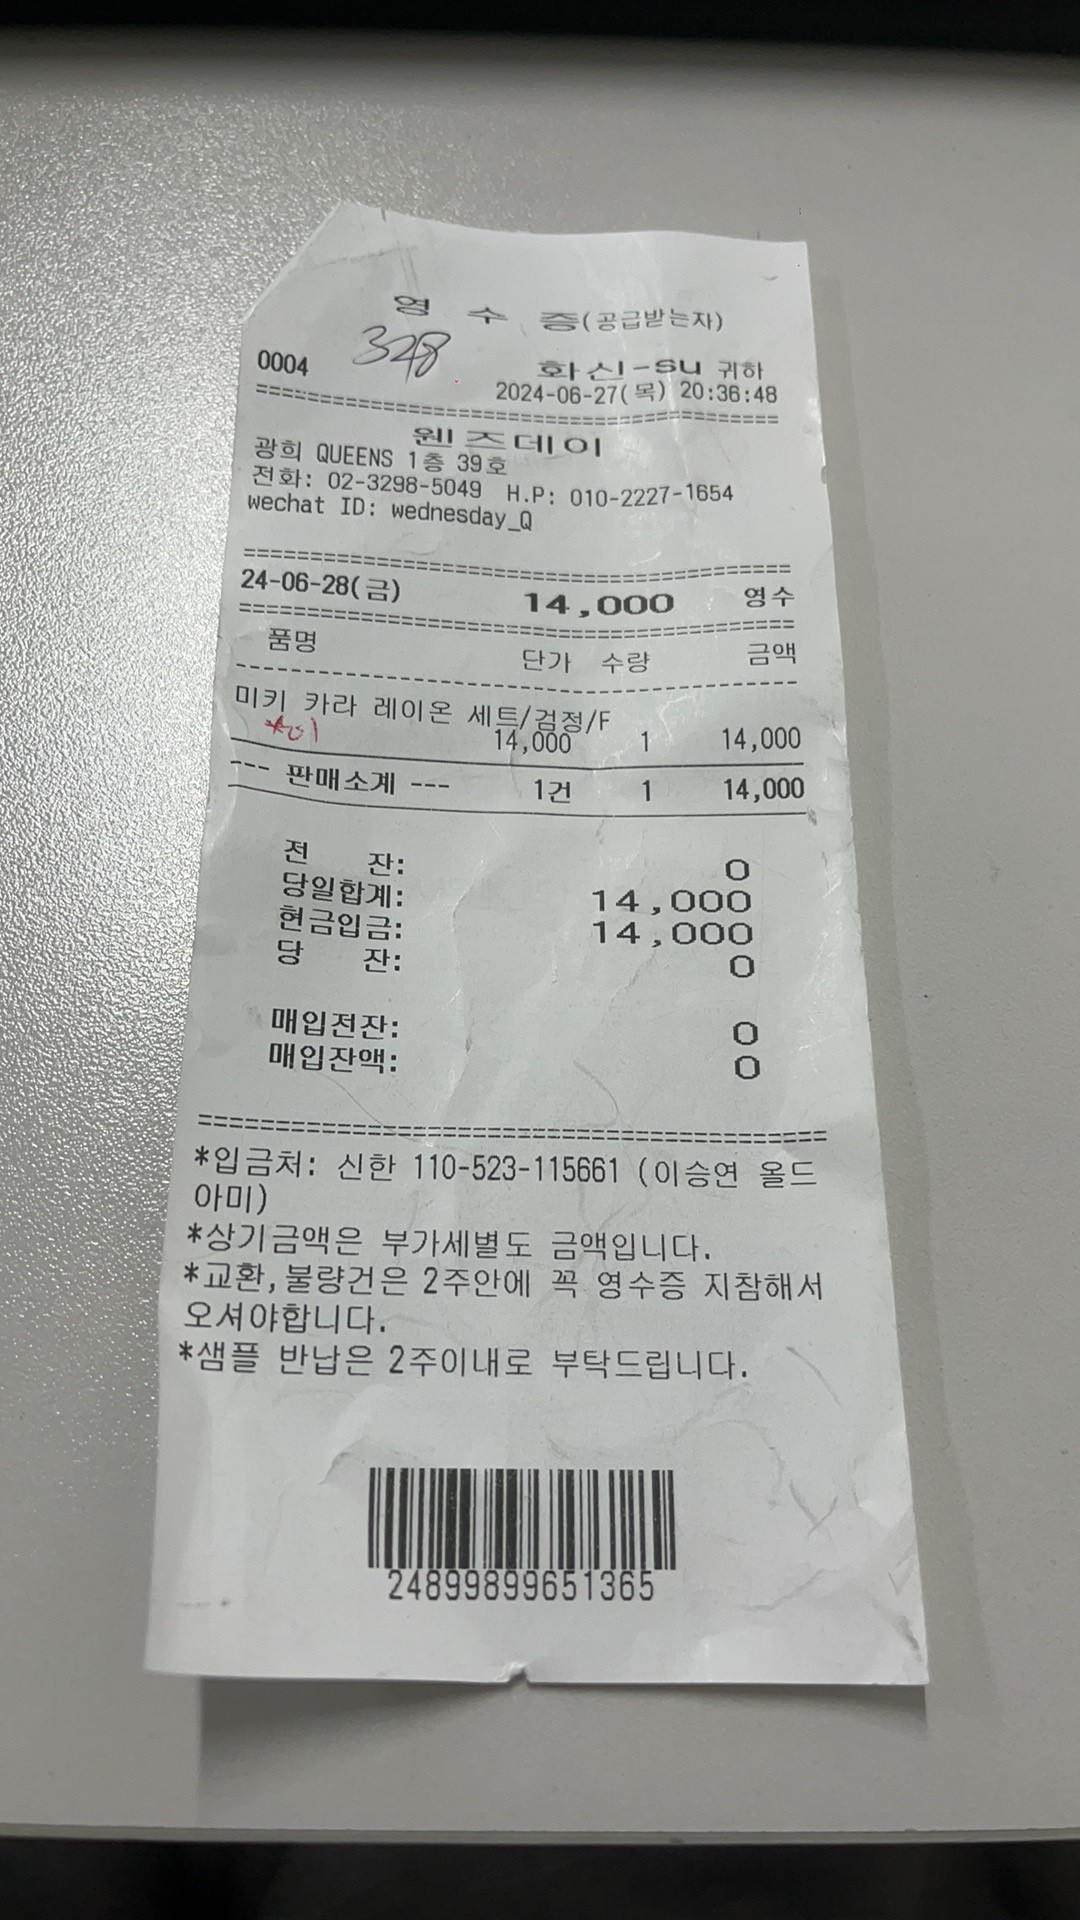 영 수 증(공급받는자)
328
0004 화신-su 귀하
2024-06-27(목) 20:36:48
========================================
웬즈데이
광희 QUEENS 1층 39호
전화: 02-3298-5049 H.P: 010-2227-1654
wechat ID: wednesday_Q
========================================
24-06-28(금) 14,000 영수
========================================
품명 단가 수량 금액
----------------------------------------
미키 카라 레이온 세트/검정/F
14,000 1 14,000
--- 판매소계 --- 1건 1 14,000
전 잔: 0
당일합계: 14,000
현금입금: 14,000
당 잔: 0
매입전잔: 0
매입잔액: 0
========================================
*입금처: 신한 110-523-115661 (이승연 올드
아미)
*상기금액은 부가세별도 금액입니다.
*교환,불량건은 2주안에 꼭 영수증 지참해서
오셔야합니다.
*샘플 반납은 2주이내로 부탁드립니다.
24899899651365